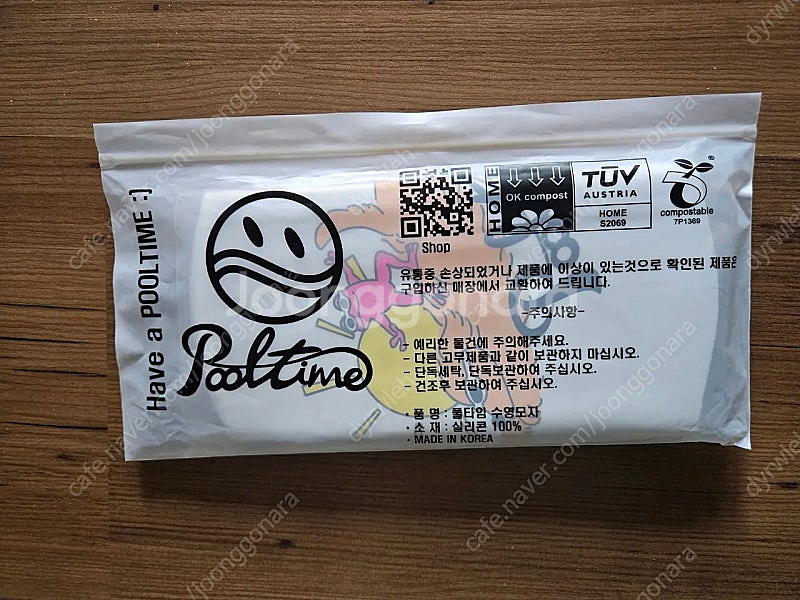 Have a POOLTIME :)
Pooltime
Shop
HOME
OK compost
TÜV
AUSTRIA
HOME
S2069
compostable
7P1369
유통중 손상되었거나 제품에 이상이 있는것으로 확인된 제품은
구입하신 매장에서 교환하여 드립니다.
-주의사항-
- 예리한 물건에 주의해주세요.
- 다른 고무제품과 같이 보관하지 마십시오.
- 단독세탁, 단독보관하여 주십시오.
- 건조후 보관하여 주십시오.
· 품 명 : 풀타임 수영모자
· 소 재 : 실리콘 100%
· MADE IN KOREA
Joonggonara
cafe.naver.com/joonggonara